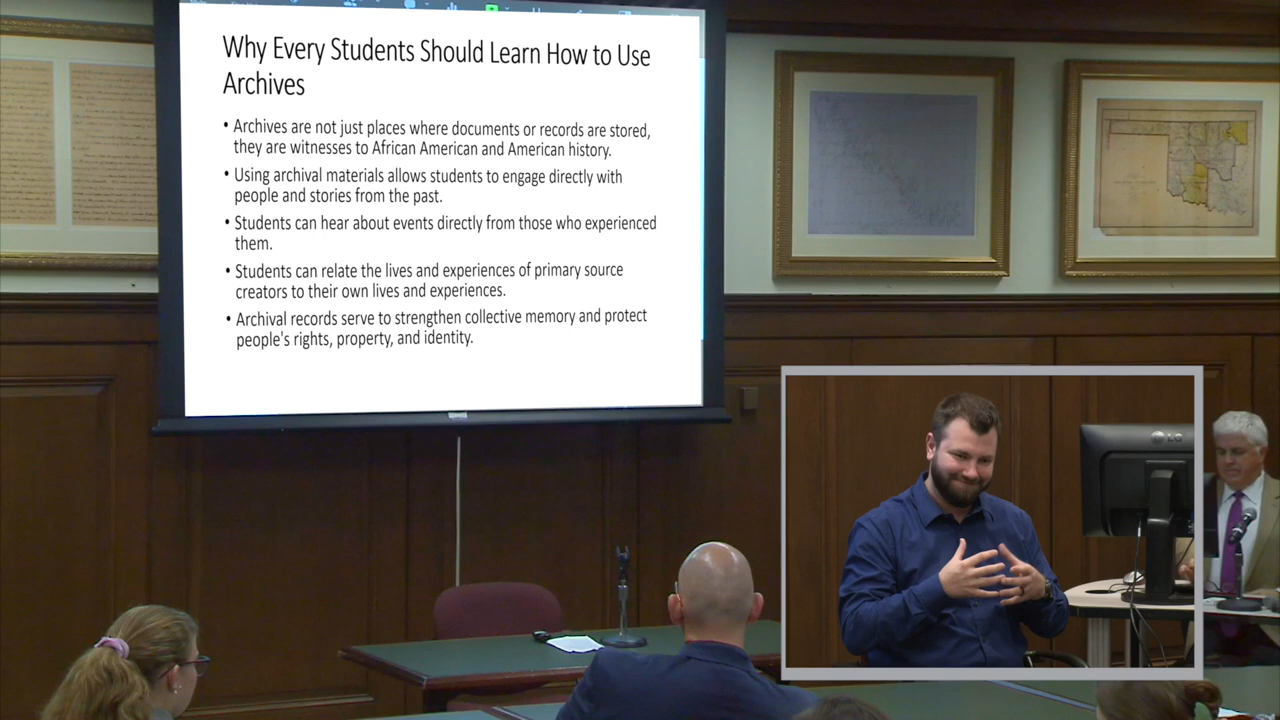 Why Every Students Should Learn How to Use
Archives
• Archives are not just places where documents or records are stored,
they are witnesses to African American and American history.
• Using archival materials allows students to engage directly with
people and stories from the past.
• Students can hear about events directly from those who experienced
them.
• Students can relate the lives and experiences of primary source
creators to their own lives and experiences.
• Archival records serve to strengthen collective memory and protect
people's rights, property, and identity.
LG